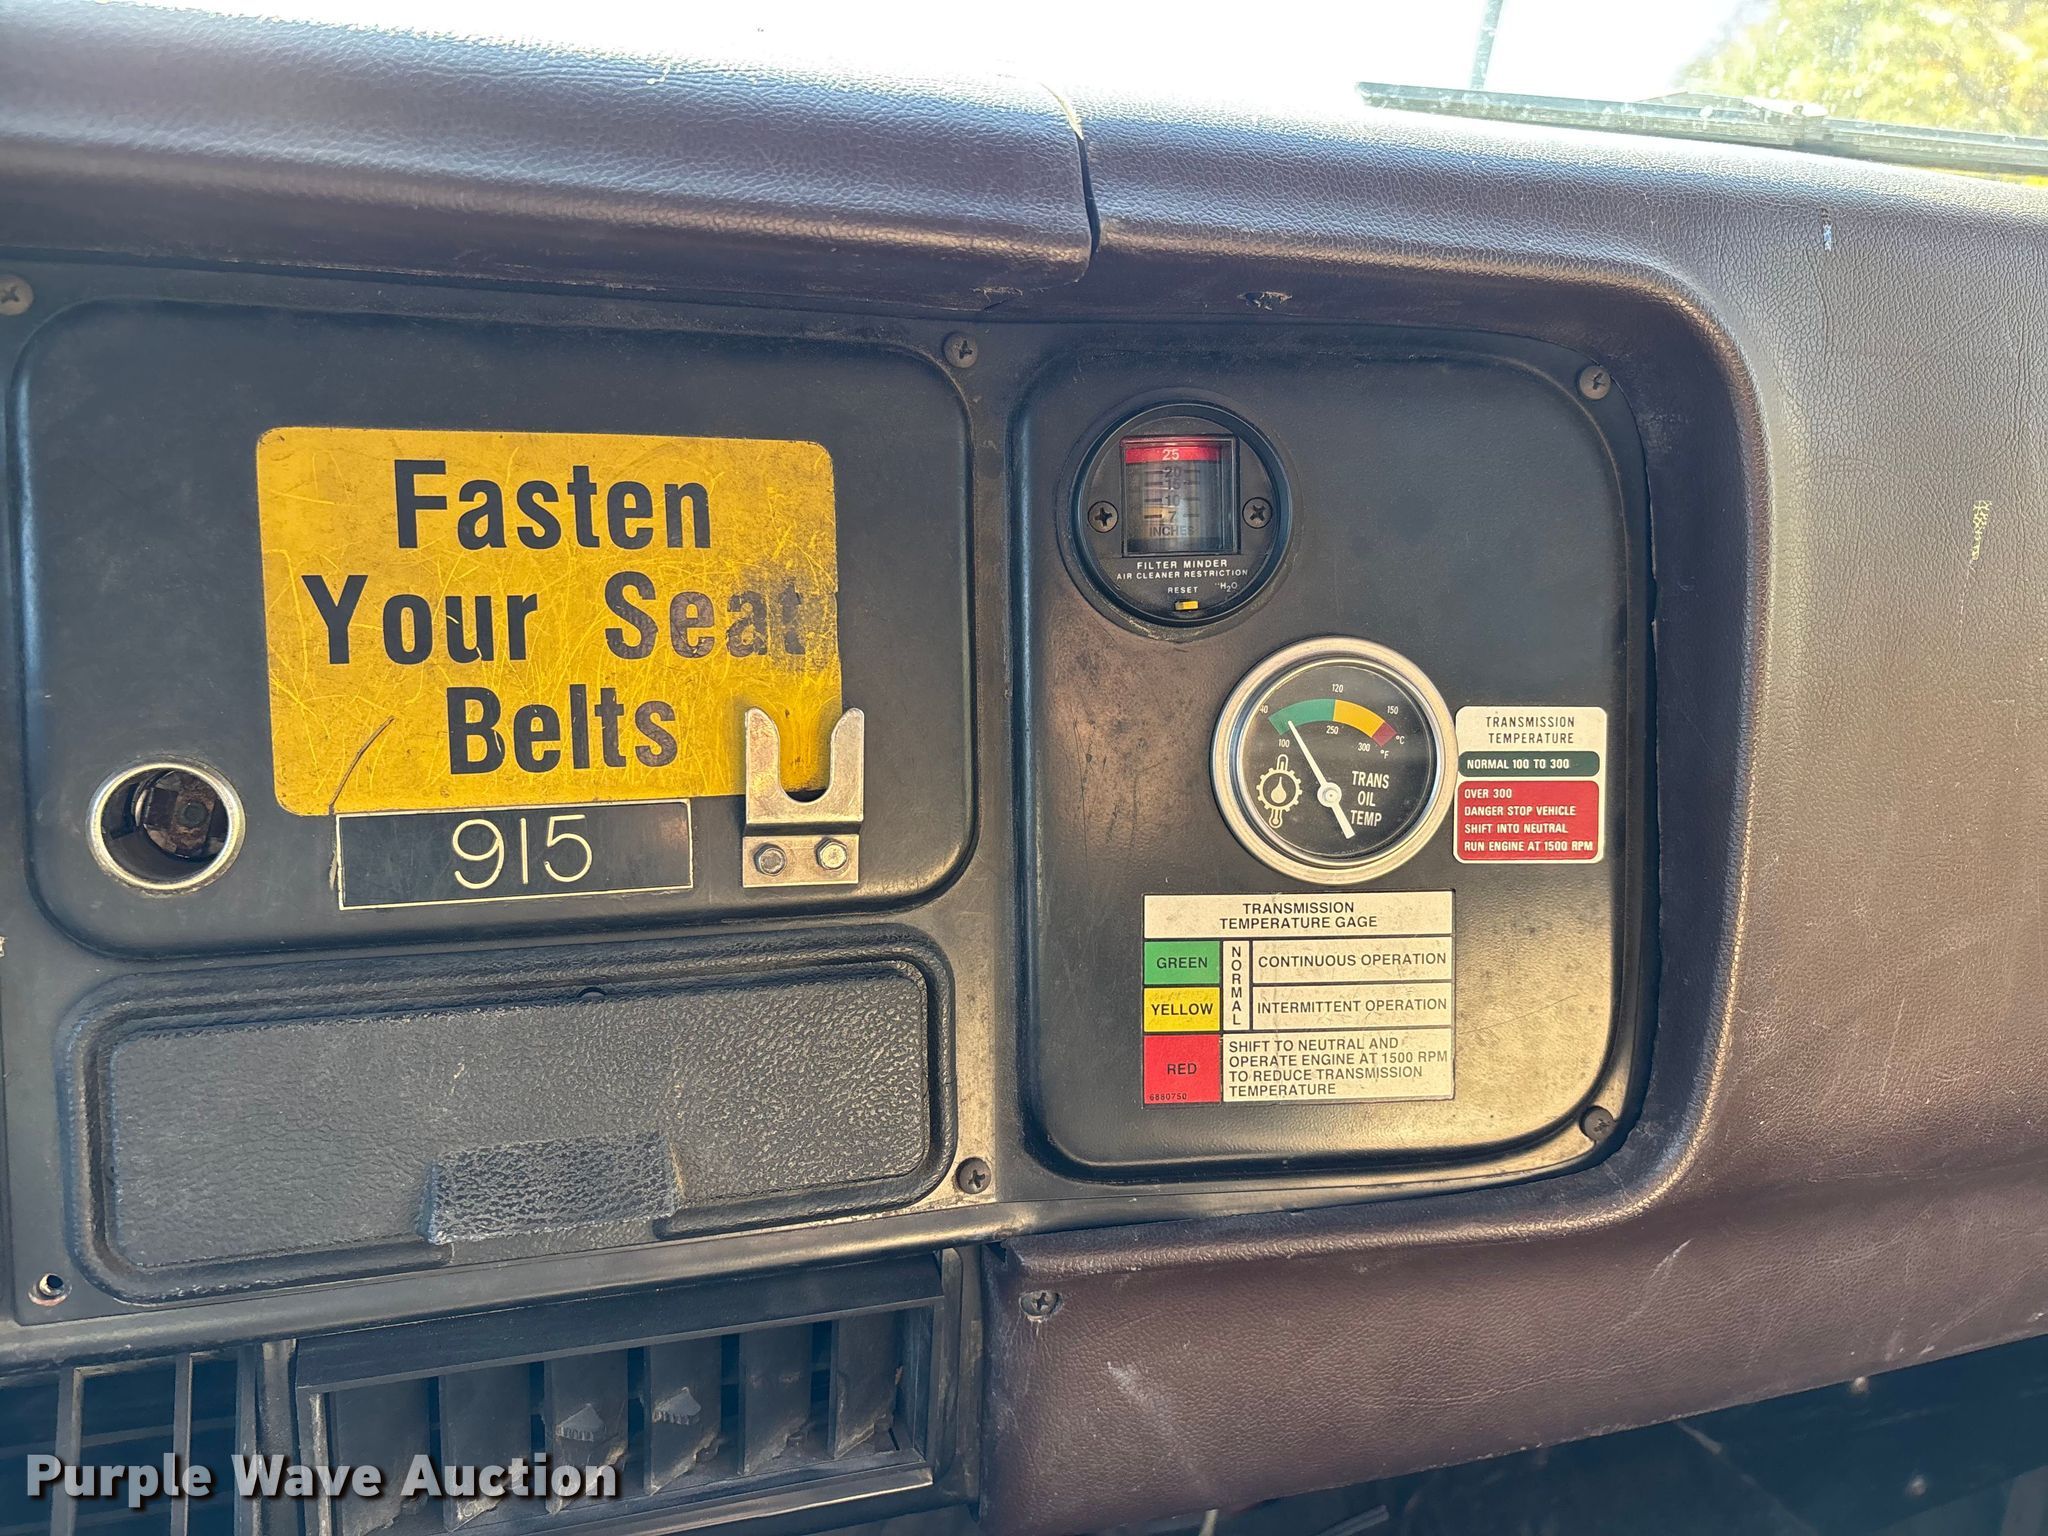 Fasten
Your Seat
Belts
915
25
20
15
10
7
INCHES
FILTER MINDER
AIR CLEANER RESTRICTION
RESET "H₂O
40
120
150
°C
100
250
300
°F
TRANS
OIL
TEMP
TRANSMISSION
TEMPERATURE
NORMAL 100 TO 300
OVER 300
DANGER STOP VEHICLE
SHIFT INTO NEUTRAL
RUN ENGINE AT 1500 RPM
TRANSMISSION
TEMPERATURE GAGE
GREEN
NORMAL
CONTINUOUS OPERATION
YELLOW
INTERMITTENT OPERATION
RED
6880750
SHIFT TO NEUTRAL AND
OPERATE ENGINE AT 1500 RPM
TO REDUCE TRANSMISSION
TEMPERATURE
Purple Wave Auction